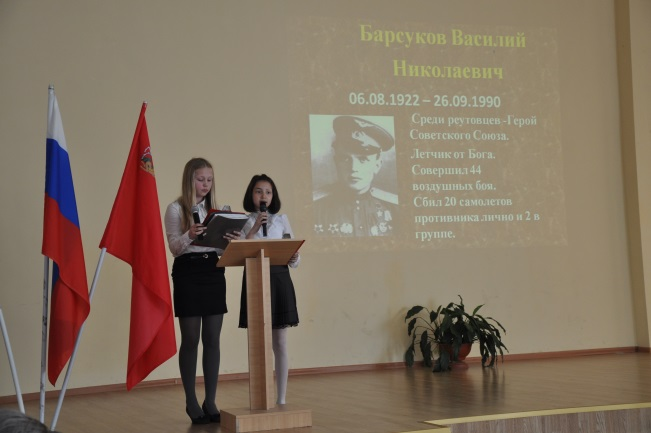 Барсуков Василий
Николаевич
06.08.1922 – 26.09.1990
Среди реутовцев -Герой
Советского Союза.
Летчик от Бога.
Совершил 44
воздушных боя.
Сбил 20 самолетов
противника лично и 2 в
группе.